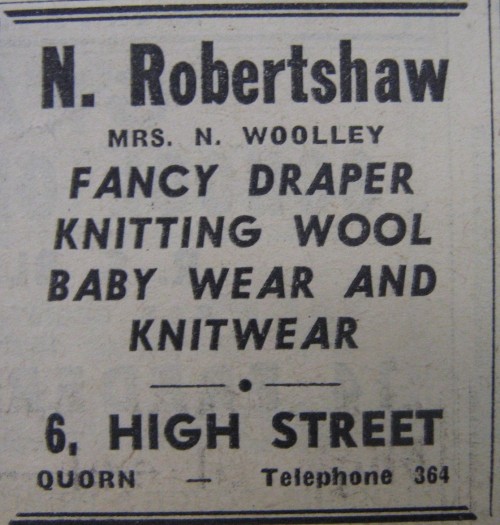 N. Robertshaw
MRS. N. WOOLLEY
FANCY DRAPER
KNITTING WOOL
BABY WEAR AND
KNITWEAR
6, HIGH STREET
QUORN — Telephone 364